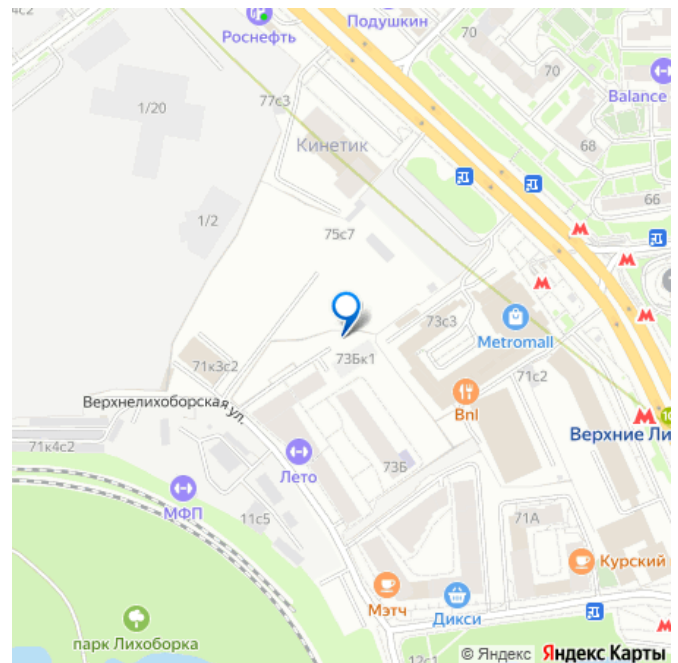 4с2
Роснефть
Подушкин
70
70
Balance
1/20
77с3
Кинетик
68
66
1/2
75с7
73с3
Metromall
71к3с2
73Бк1
71с2
Верхнелихоборская ул.
Bnl
10
Верхние Ли
71к4с2
Лето
73Б
МФП
11с5
71А
Курский
Мэтч
Дикси
парк Лихоборка
12с1
© Яндекс Яндекс Карты